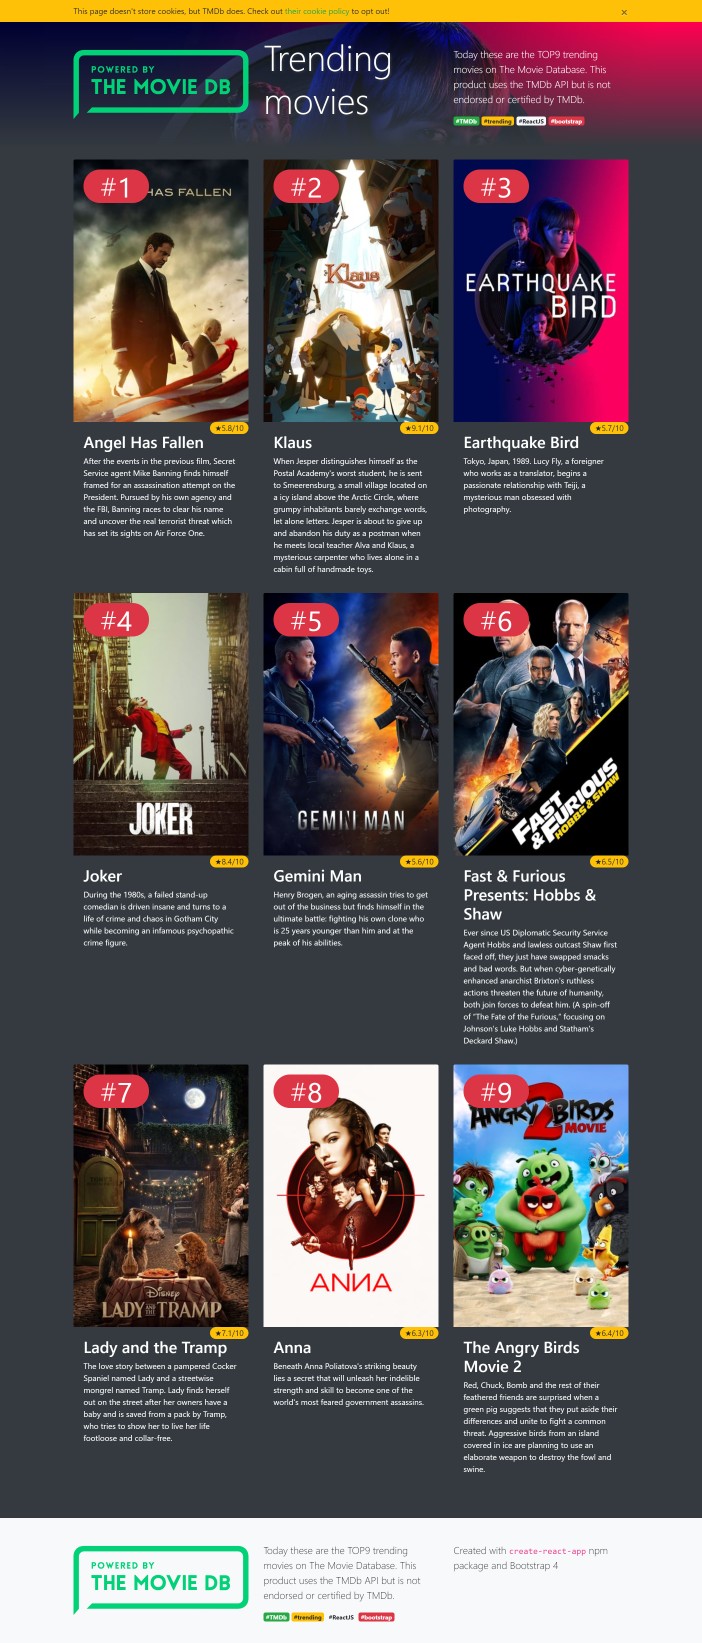 This page doesn't store cookies, but TMDb does. Check out their cookie policy to opt out!
×
POWERED BY
THE MOVIE DB
Trending
movies
Today these are the TOP9 trending
movies on The Movie Database. This
product uses the TMDb API but is not
endorsed or certified by TMDb.
#TMDb #trending #ReactJS #bootstrap
#1
HAS FALLEN
★5.8/10
Angel Has Fallen
After the events in the previous film, Secret
Service agent Mike Banning finds himself
framed for an assassination attempt on the
President. Pursued by his own agency and
the FBI, Banning races to clear his name
and uncover the real terrorist threat which
has set its sights on Air Force One.
#2
Klaus
★9.1/10
Klaus
When Jesper distinguishes himself as the
Postal Academy's worst student, he is sent
to Smeerensburg, a small village located on
a icy island above the Arctic Circle, where
grumpy inhabitants barely exchange words,
let alone letters. Jesper is about to give up
and abandon his duty as a postman when
he meets local teacher Alva and Klaus, a
mysterious carpenter who lives alone in a
cabin full of handmade toys.
#3
EARTHQUAKE
BIRD
★5.7/10
Earthquake Bird
Tokyo, Japan, 1989. Lucy Fly, a foreigner
who works as a translator, begins a
passionate relationship with Teiji, a
mysterious man obsessed with
photography.
#4
JOKER
★8.4/10
Joker
During the 1980s, a failed stand-up
comedian is driven insane and turns to a
life of crime and chaos in Gotham City
while becoming an infamous psychopathic
crime figure.
#5
GEMINI MAN
★5.6/10
Gemini Man
Henry Brogen, an aging assassin tries to get
out of the business but finds himself in the
ultimate battle: fighting his own clone who
is 25 years younger than him and at the
peak of his abilities.
#6
FAST
&FURIOUS
HOBBS & SHAW
★6.5/10
Fast & Furious
Presents: Hobbs &
Shaw
Ever since US Diplomatic Security Service
Agent Hobbs and lawless outcast Shaw first
faced off, they just have swapped smacks
and bad words. But when cyber-genetically
enhanced anarchist Brixton's ruthless
actions threaten the future of humanity,
both join forces to defeat him. (A spin-off
of "The Fate of the Furious," focusing on
Johnson's Luke Hobbs and Statham's
Deckard Shaw.)
#7
Disney
LADY AND THE TRAMP
★7.1/10
Lady and the Tramp
The love story between a pampered Cocker
Spaniel named Lady and a streetwise
mongrel named Tramp. Lady finds herself
out on the street after her owners have a
baby and is saved from a pack by Tramp,
who tries to show her to live her life
footloose and collar-free.
#8
ANИA
★6.3/10
Anna
Beneath Anna Poliatova's striking beauty
lies a secret that will unleash her indelible
strength and skill to become one of the
world's most feared government assassins.
#9
ANGRY BIRDS
2
MOVIE
★6.4/10
The Angry Birds
Movie 2
Red, Chuck, Bomb and the rest of their
feathered friends are surprised when a
green pig suggests that they put aside their
differences and unite to fight a common
threat. Aggressive birds from an island
covered in ice are planning to use an
elaborate weapon to destroy the fowl and
swine.
POWERED BY
THE MOVIE DB
Today these are the TOP9 trending
movies on The Movie Database. This
product uses the TMDb API but is not
endorsed or certified by TMDb.
#TMDb #trending #ReactJS #bootstrap
Created with create-react-app npm
package and Bootstrap 4